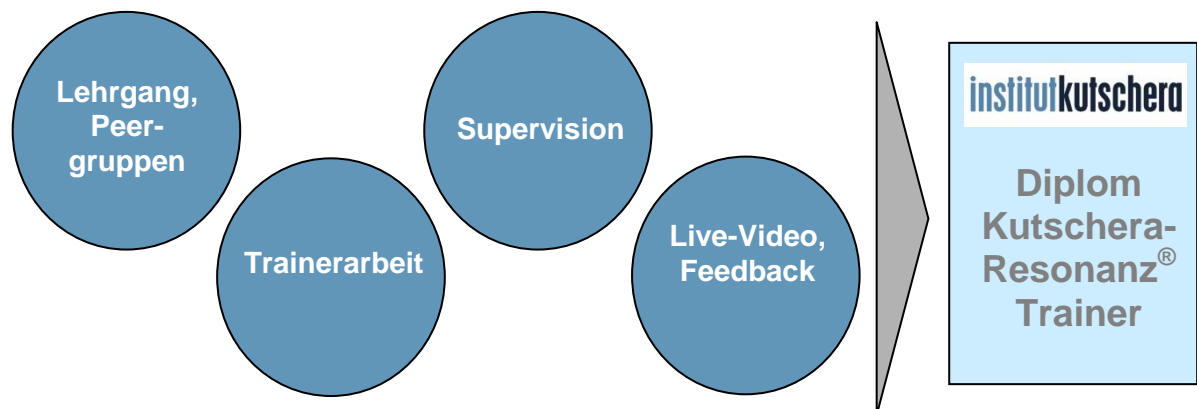 Lehrgang,
Peer-
gruppen
Trainerarbeit
Supervision
Live-Video,
Feedback
institutkutschera
Diplom
Kutschera-
Resonanz®
Trainer